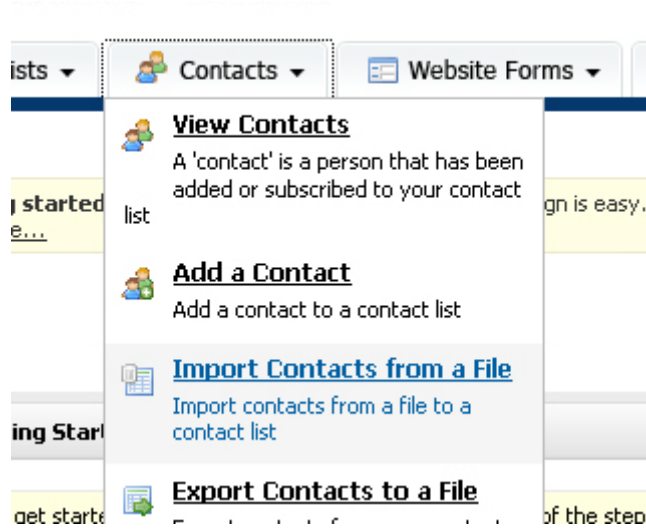 ists Contacts Website Forms
View Contacts
A 'contact' is a person that has been
added or subscribed to your contact
list
started
gn is easy.
e...
Add a Contact
Add a contact to a contact list
Import Contacts from a File
Import contacts from a file to a
contact list
ing Star
Export Contacts to a File
get starte
of the step